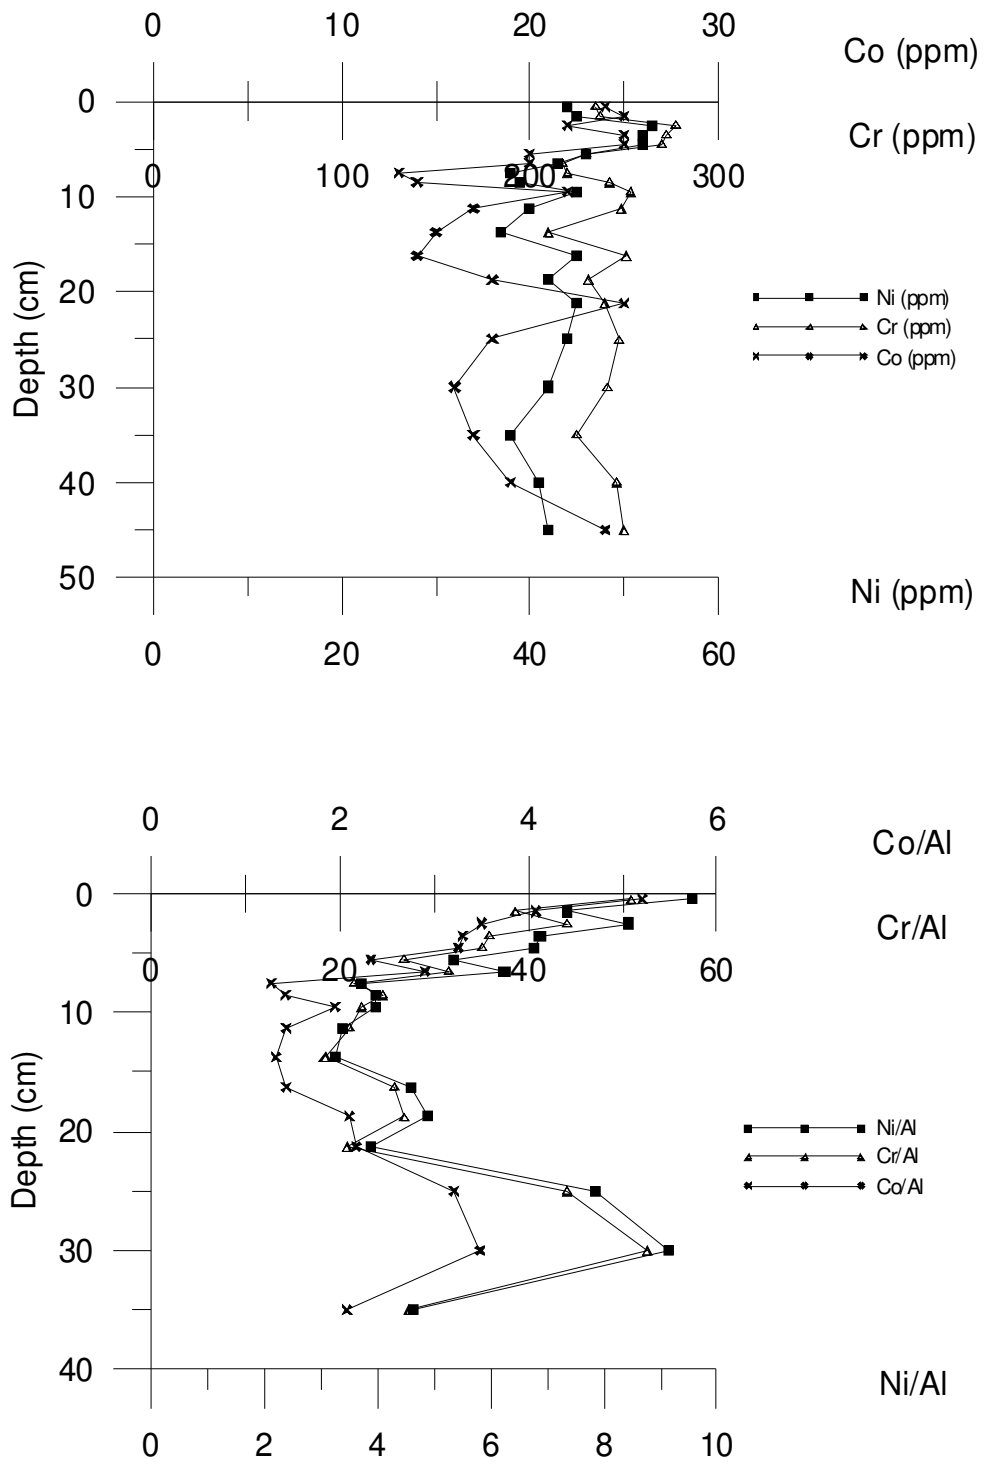 0 10 20 30
Co (ppm)
0
Cr (ppm)
0 100 200 300
10
20
30
40
50
Depth (cm)
Ni (ppm)
Cr (ppm)
Co (ppm)
Ni (ppm)
0 20 40 60
0 2 4 6
Co/Al
0
Cr/Al
20 40 60
10
20
30
40
Depth (cm)
Ni/Al
Cr/Al
Co/Al
Ni/Al
0 2 4 6 8 10